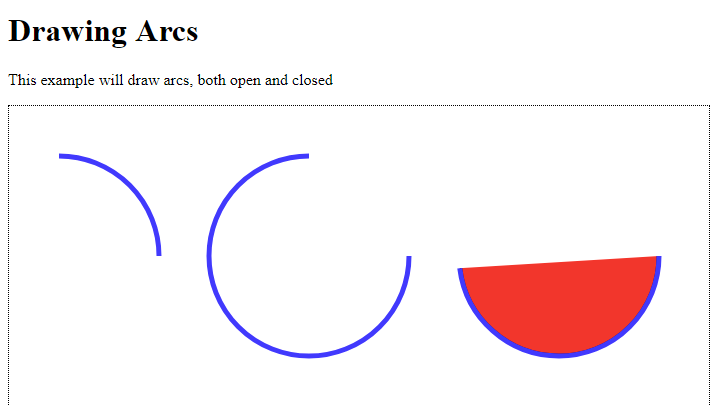 Drawing Arcs
This example will draw arcs, both open and closed